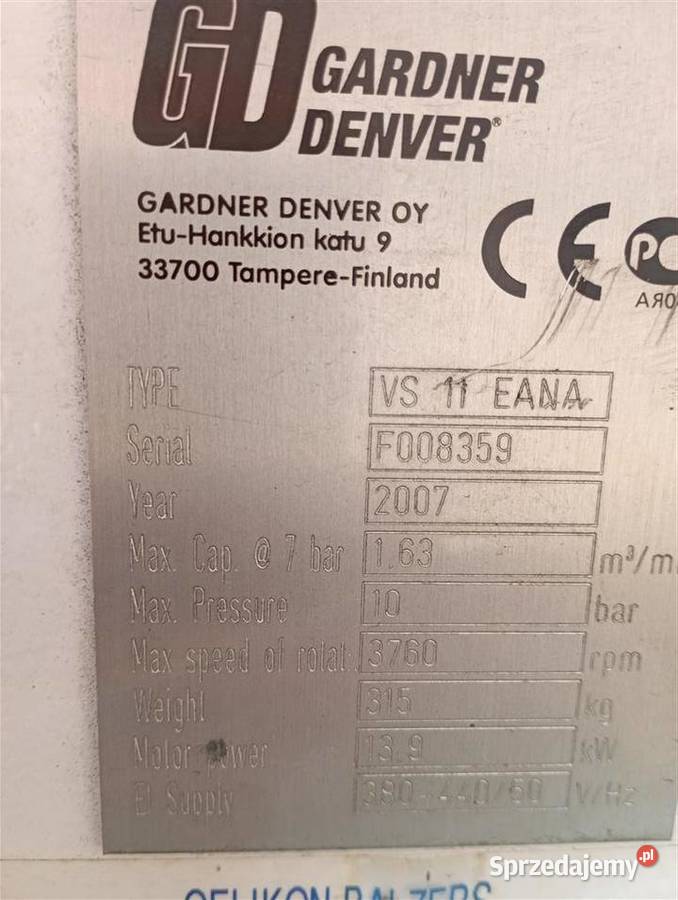 GD GARDNER
DENVER®
GARDNER DENVER OY
Etu-Hankkion katu 9
33700 Tampere-Finland
CE
TYPE VS 11 EANA
Serial F008359
Year 2007
Max. Cap. @ 7 bar 1.63 m³/m
Max. Pressure 10 bar
Max speed of rotat. 3760 rpm
Weight 315 kg
Motor power 13.9 kW
El Supply 380-440/60 V/Hz
OELIKON BALZERS
Sprzedajemy.pl